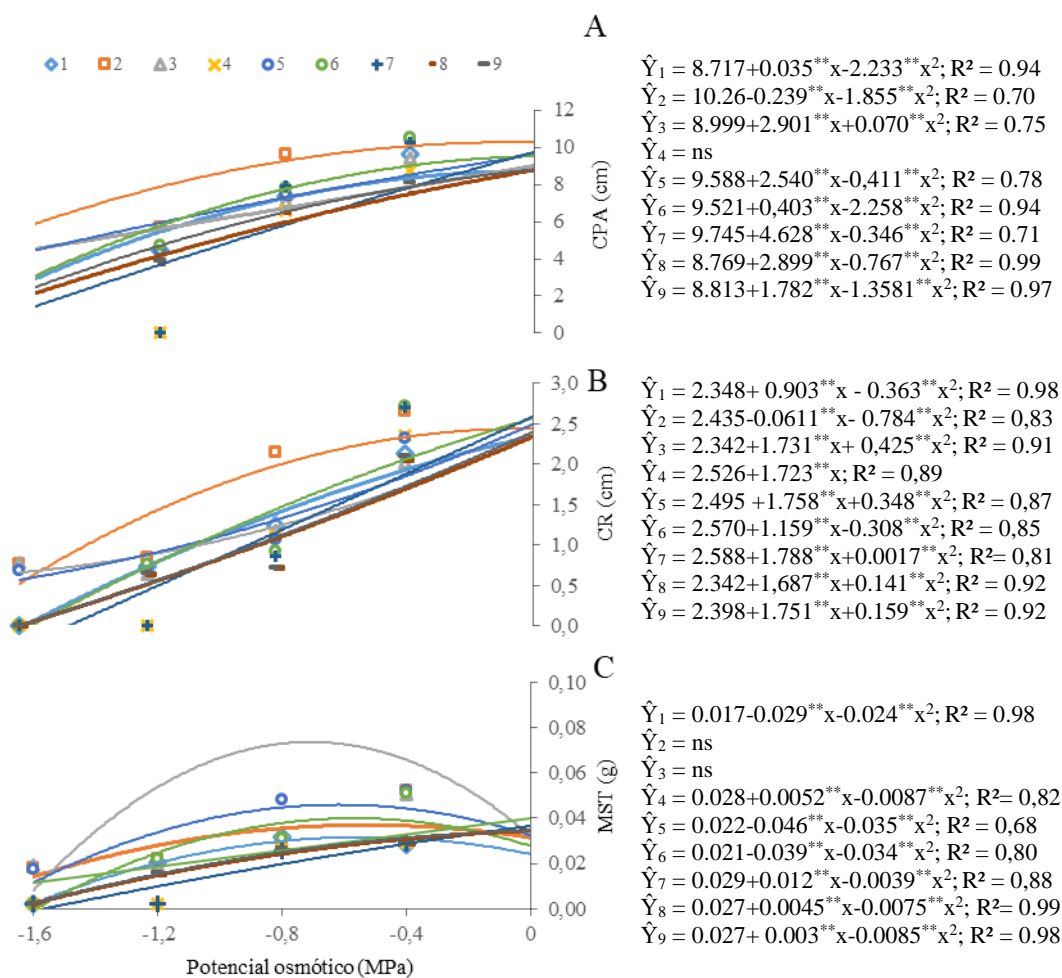 A
1 2 3 4 5 6 7 8 9
12
10
8
6
4
2
0
CPA (cm)
Ŷ₁ = 8.717+0.035**x-2.233**x²; R² = 0.94
Ŷ₂ = 10.26-0.239**x-1.855**x²; R² = 0.70
Ŷ₃ = 8.999+2.901**x+0.070**x²; R² = 0.75
Ŷ₄ = ns
Ŷ₅ = 9.588+2.540**x-0,411**x²; R² = 0.78
Ŷ₆ = 9.521+0,403**x-2.258**x²; R² = 0.94
Ŷ₇ = 9.745+4.628**x-0.346**x²; R² = 0.71
Ŷ₈ = 8.769+2.899**x-0.767**x²; R² = 0.99
Ŷ₉ = 8.813+1.782**x-1.3581**x²; R² = 0.97
B
3,0
2,5
2,0
1,5
1,0
0,5
0,0
CR (cm)
Ŷ₁ = 2.348+ 0.903**x - 0.363**x²; R² = 0.98
Ŷ₂ = 2.435-0.0611**x- 0.784**x²; R² = 0,83
Ŷ₃ = 2.342+1.731**x+ 0,425**x²; R² = 0.91
Ŷ₄ = 2.526+1.723**x; R² = 0,89
Ŷ₅ = 2.495 +1.758**x+0.348**x²; R² = 0,87
Ŷ₆ = 2.570+1.159**x-0.308**x²; R² = 0,85
Ŷ₇ = 2.588+1.788**x+0.0017**x²; R²= 0,81
Ŷ₈ = 2.342+1,687**x+0.141**x²; R² = 0.92
Ŷ₉ = 2.398+1.751**x+0.159**x²; R² = 0.92
C
0,10
0,08
0,06
0,04
0,02
0,00
MST (g)
-1,6 -1,2 -0,8 -0,4 0
Potencial osmótico (MPa)
Ŷ₁ = 0.017-0.029**x-0.024**x²; R² = 0.98
Ŷ₂ = ns
Ŷ₃ = ns
Ŷ₄ = 0.028+0.0052**x-0.0087**x²; R²= 0,82
Ŷ₅ = 0.022-0.046**x-0.035**x²; R² = 0,68
Ŷ₆ = 0.021-0.039**x-0.034**x²; R² = 0,80
Ŷ₇ = 0.029+0.012**x-0.0039**x²; R² = 0,88
Ŷ₈ = 0.027+0.0045**x-0.0075**x²; R²= 0.99
Ŷ₉ = 0.027+ 0.003**x-0.0085**x²; R² = 0.98